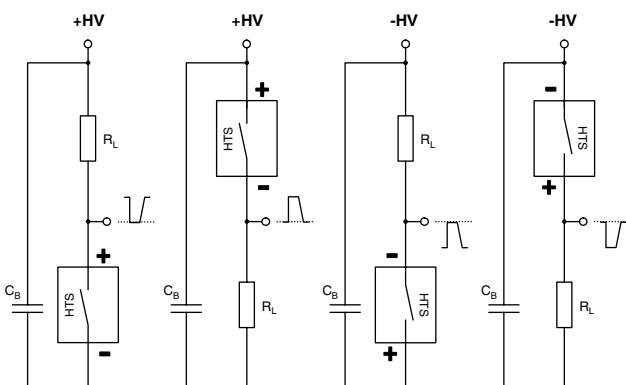 +HV
+HV
-HV
-HV
+
-
HTS
HTS
R_L
R_L
-
+
+
-
HTS
HTS
-
+
C_B
C_B
C_B
C_B
R_L
R_L